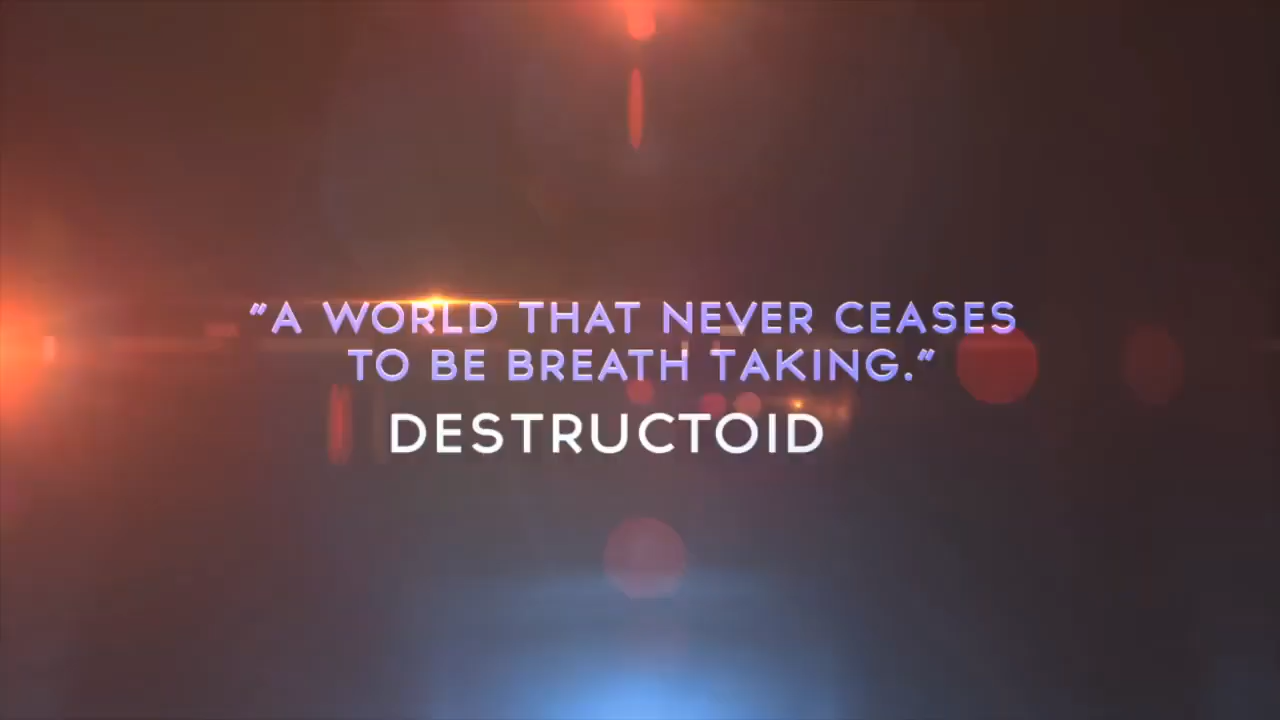 "A WORLD THAT NEVER CEASES
TO BE BREATH TAKING."
DESTRUCTOID